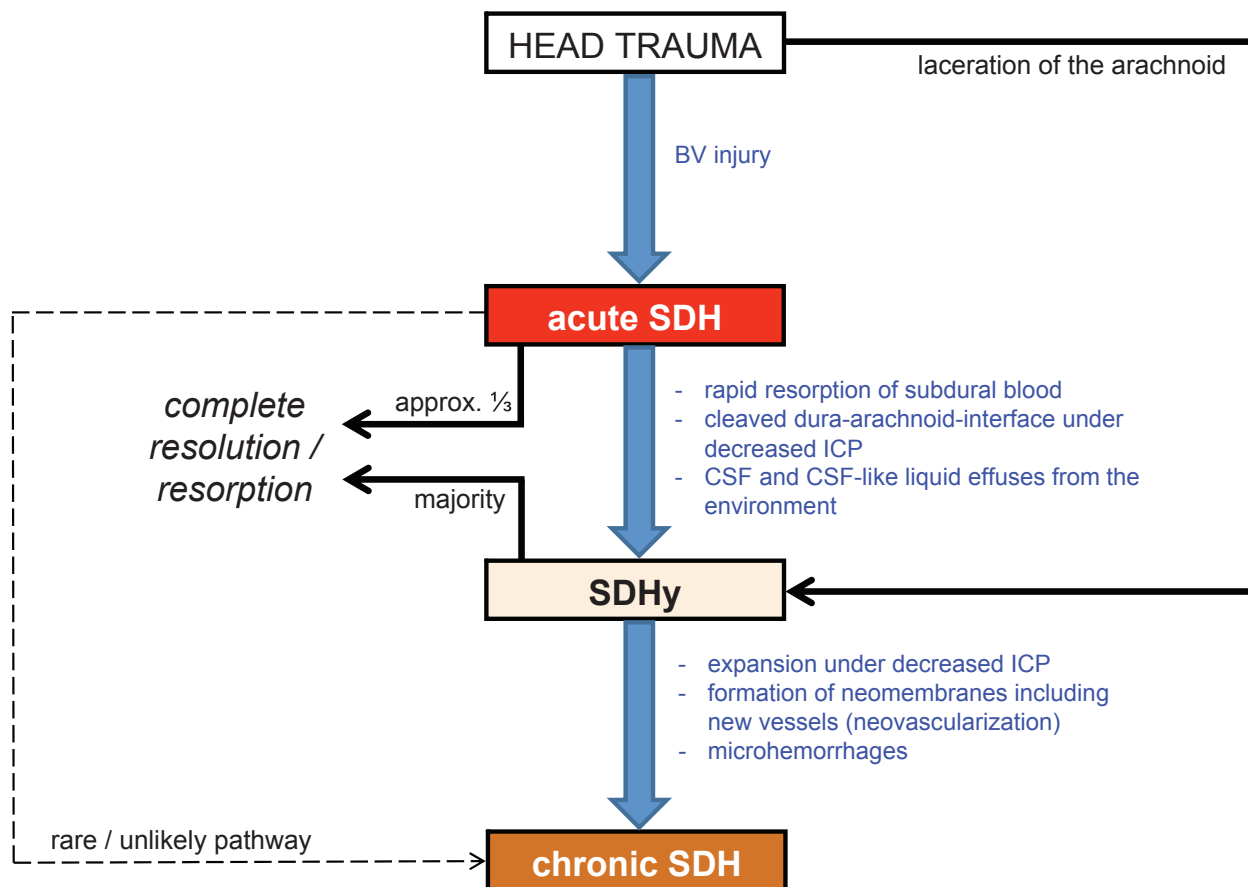 HEAD TRAUMA
laceration of the arachnoid
BV injury
acute SDH
approx. ⅓
complete
resolution /
resorption
majority
- rapid resorption of subdural blood
- cleaved dura-arachnoid-interface under
decreased ICP
- CSF and CSF-like liquid effuses from the
environment
SDHy
- expansion under decreased ICP
- formation of neomembranes including
new vessels (neovascularization)
- microhemorrhages
rare / unlikely pathway
chronic SDH